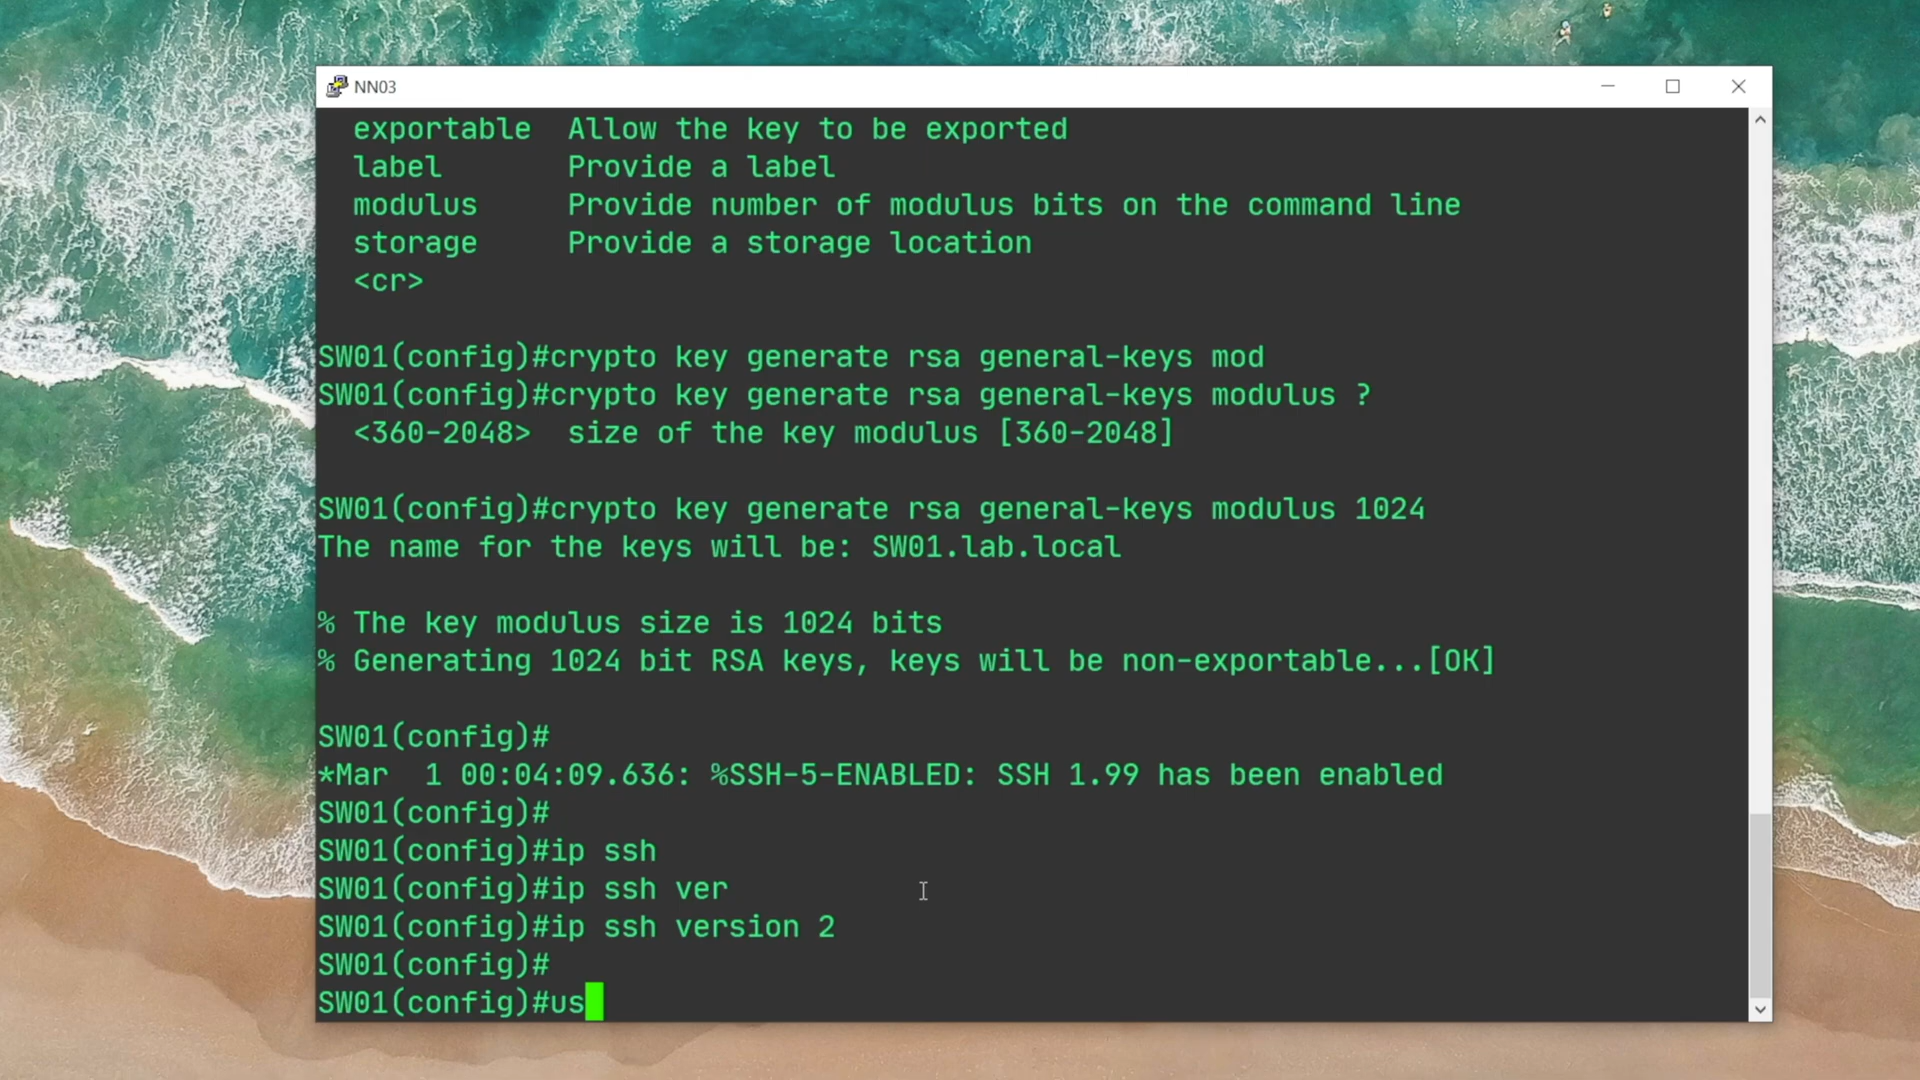 NN03
exportable  Allow the key to be exported
label       Provide a label
modulus     Provide number of modulus bits on the command line
storage     Provide a storage location
<cr>
SW01(config)#crypto key generate rsa general-keys mod
SW01(config)#crypto key generate rsa general-keys modulus ?
<360-2048>  size of the key modulus [360-2048]
SW01(config)#crypto key generate rsa general-keys modulus 1024
The name for the keys will be: SW01.lab.local
% The key modulus size is 1024 bits
% Generating 1024 bit RSA keys, keys will be non-exportable...[OK]
SW01(config)#
*Mar  1 00:04:09.636: %SSH-5-ENABLED: SSH 1.99 has been enabled
SW01(config)#
SW01(config)#ip ssh
SW01(config)#ip ssh ver
SW01(config)#ip ssh version 2
SW01(config)#
SW01(config)#us